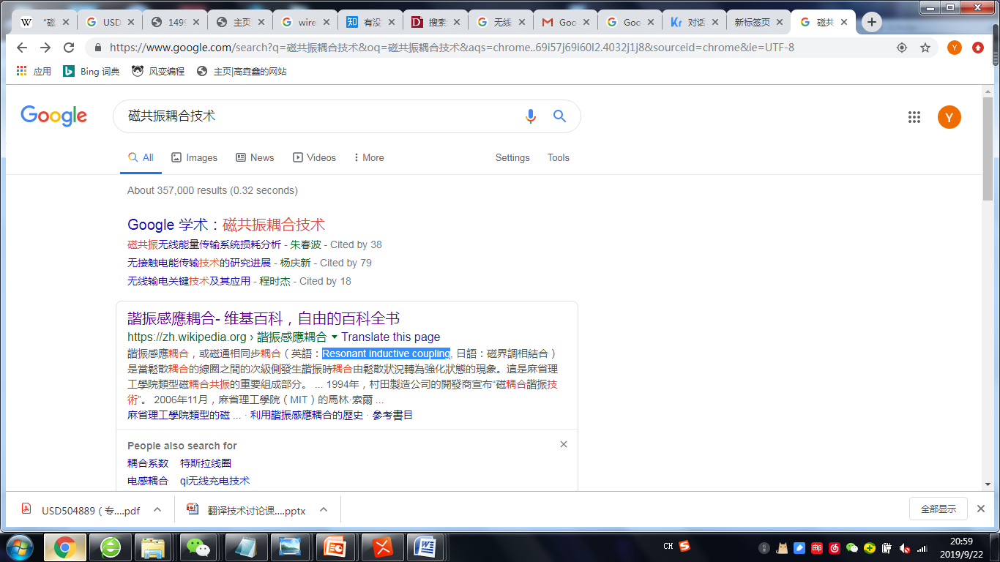 "磁
USD
1499
主页
wire
有没
搜索
无线
Goo
Goo
对话
新标签页
磁共
https://www.google.com/search?q=磁共振耦合技术&oq=磁共振耦合技术&aqs=chrome..69i57j69i60l2.4032j1j8&sourceid=chrome&ie=UTF-8
应用 Bing 词典 风变编程 主页|高垚鑫的网站
Google 磁共振耦合技术 Y
All Images News Videos More Settings Tools
About 357,000 results (0.32 seconds)
Google 学术：磁共振耦合技术
磁共振无线能量传输系统损耗分析 - 朱春波 - Cited by 38
无接触电能传输技术的研究进展 - 杨庆新 - Cited by 79
无线输电关键技术及其应用 - 程时杰 - Cited by 18
諧振感應耦合- 维基百科，自由的百科全书
https://zh.wikipedia.org › 諧振感應耦合 Translate this page
諧振感應耦合，或磁通相同步耦合（英語：Resonant inductive coupling, 日語：磁界調相結合）
是當鬆散耦合的線圈之間的次級側發生諧振時耦合由鬆散狀況轉為強化狀態的現象。這是麻省理
工學院類型磁耦合共振的重要組成部分。 ... 1994年，村田製造公司的開發商宣布“磁耦合諧振技
術”。 2006年11月，麻省理工學院（MIT）的馬林·索爾 ...
麻省理工學院類型的磁 ... · 利用諧振感應耦合的歷史 · 參考書目
People also search for
耦合系数 特斯拉线圈
电感耦合 qi无线充电技术
USD504889（专....pdf 翻译技术讨论课....pptx 全部显示
CH 20:59
2019/9/22